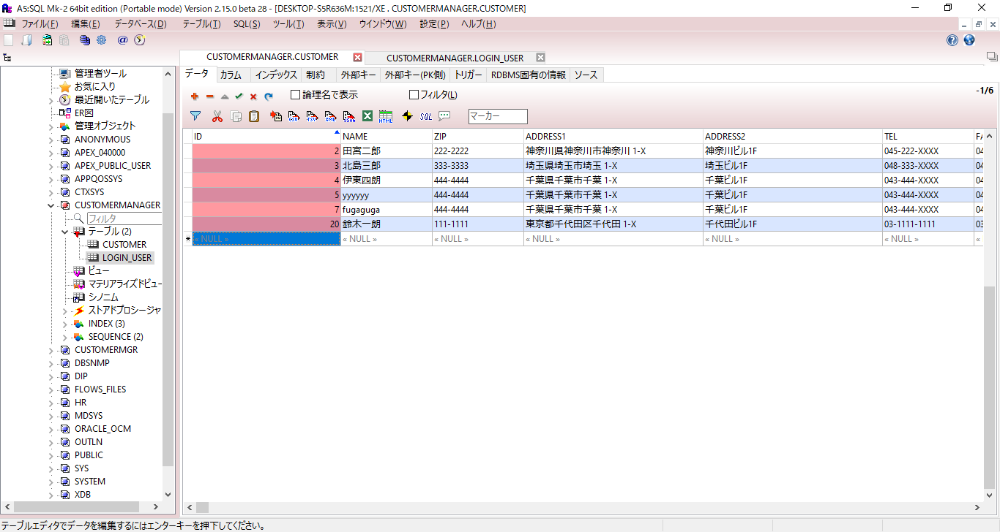 A5:SQL Mk-2 64bit edition (Portable mode) Version 2.15.0 beta 28 - [DESKTOP-S5R636M:1521/XE . CUSTOMERMANAGER.CUSTOMER]
ファイル(F) 編集(E) データベース(D) テーブル(T) SQL(S) ツール(T) 表示(V) ウインドウ(W) 設定(P) ヘルプ(H)
CUSTOMERMANAGER.CUSTOMER CUSTOMERMANAGER.LOGIN_USER
データ カラム インデックス 制約 外部キー 外部キー(PK側) トリガー RDBMS固有の情報 ソース
論理名で表示 フィルタ(L) -1/6
CSV TSV XML JSON HTML SQL マーカー
ID NAME ZIP ADDRESS1 ADDRESS2 TEL FA
2 田宮二郎 222-2222 神奈川県神奈川市神奈川 1-X 神奈川ビル1F 045-222-XXXX 04
3 北島三郎 333-3333 埼玉県埼玉市埼玉 1-X 埼玉ビル1F 048-333-XXXX 04
4 伊東四朗 444-4444 千葉県千葉市千葉 1-X 千葉ビル1F 043-444-XXXX 04
5 yyyyyy 444-4444 千葉県千葉市千葉 1-X 千葉ビル1F 043-444-XXXX 04
7 fugaguga 444-4444 千葉県千葉市千葉 1-X 千葉ビル1F 043-444-XXXX 04
20 鈴木一朗 111-1111 東京都千代田区千代田 1-X 千代田ビル1F 03-1111-1111 03
* « NULL » « NULL » « NULL » « NULL » « NULL » « NULL » «
管理者ツール
お気に入り
最近開いたテーブル
ER図
管理オブジェクト
ANONYMOUS
APEX_040000
APEX_PUBLIC_USER
APPQOSSYS
CTXSYS
CUSTOMERMANAGER
フィルタ
テーブル (2)
CUSTOMER
LOGIN_USER
ビュー
マテリアライズドビュー
シノニム
ストアドプロシージャ
INDEX (3)
SEQUENCE (2)
CUSTOMERMGR
DBSNMP
DIP
FLOWS_FILES
HR
MDSYS
ORACLE_OCM
OUTLN
PUBLIC
SYS
SYSTEM
XDB
テーブルエディタでデータを編集するにはエンターキーを押下してください。